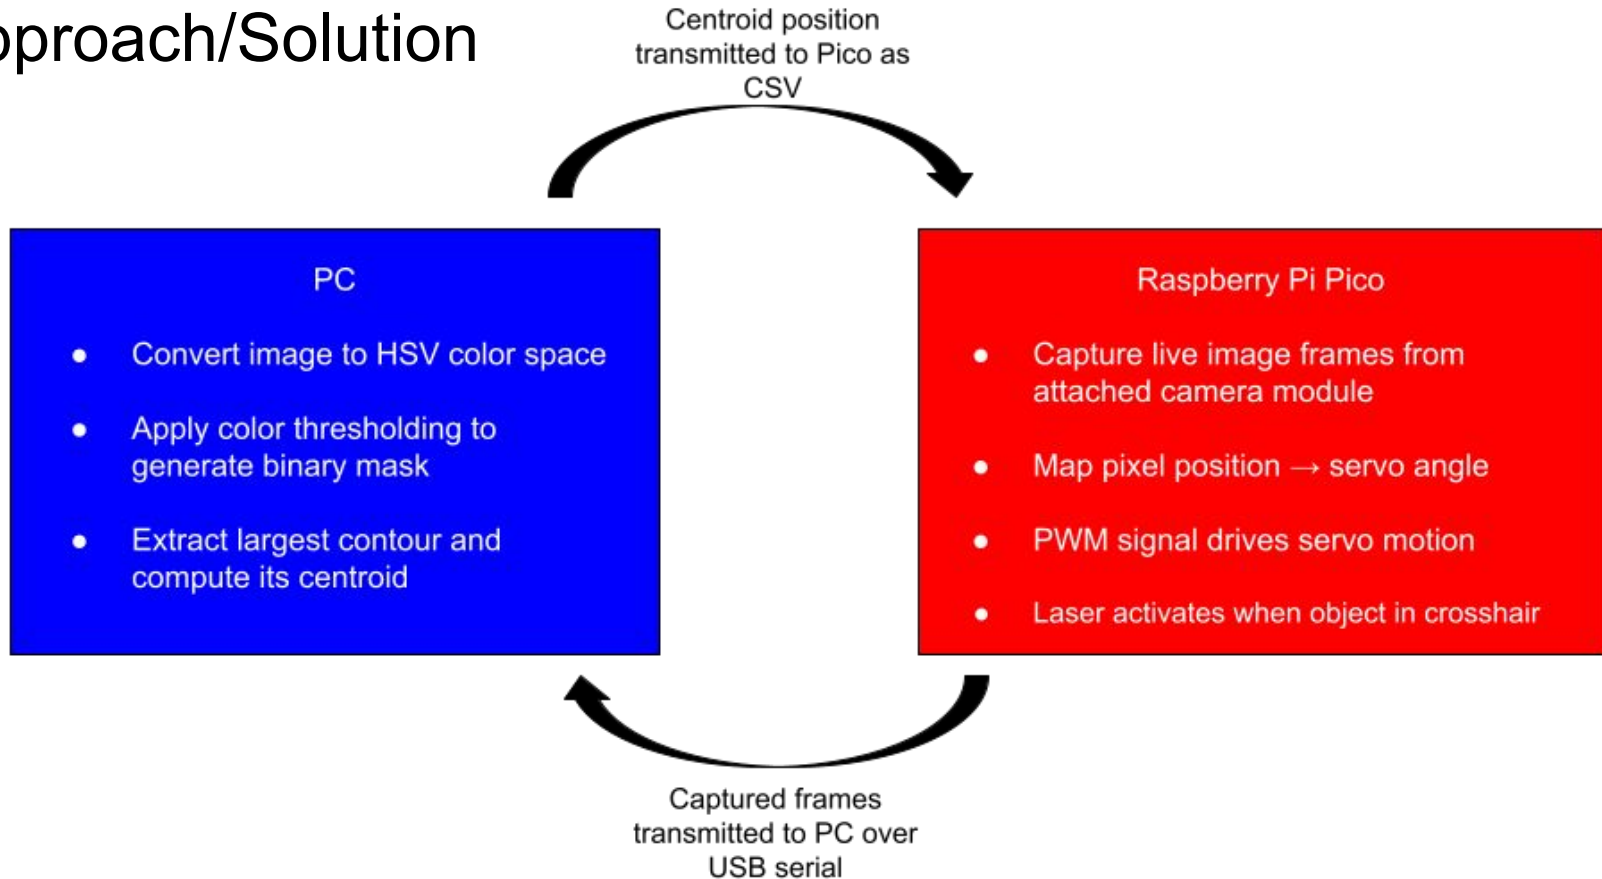 pproach/Solution
Centroid position
transmitted to Pico as
CSV
PC
● Convert image to HSV color space
● Apply color thresholding to
generate binary mask
● Extract largest contour and
compute its centroid
Raspberry Pi Pico
● Capture live image frames from
attached camera module
● Map pixel position → servo angle
● PWM signal drives servo motion
● Laser activates when object in crosshair
Captured frames
transmitted to PC over
USB serial